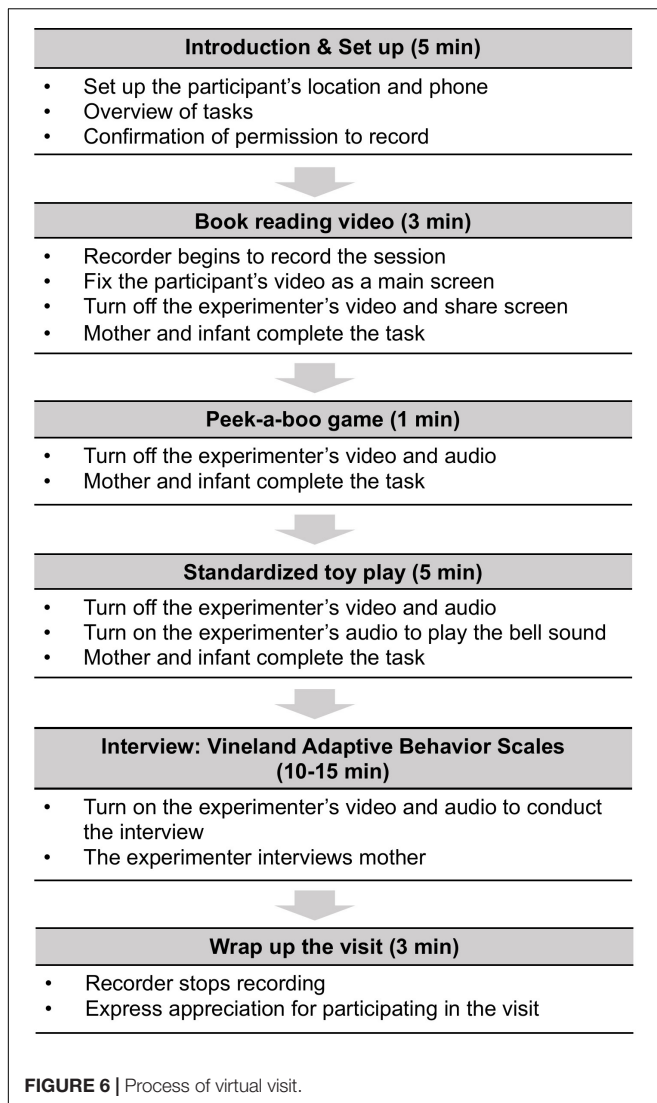 Introduction & Set up (5 min)
• Set up the participant’s location and phone
• Overview of tasks
• Confirmation of permission to record
Book reading video (3 min)
• Recorder begins to record the session
• Fix the participant’s video as a main screen
• Turn off the experimenter’s video and share screen
• Mother and infant complete the task
Peek-a-boo game (1 min)
• Turn off the experimenter’s video and audio
• Mother and infant complete the task
Standardized toy play (5 min)
• Turn off the experimenter’s video and audio
• Turn on the experimenter’s audio to play the bell sound
• Mother and infant complete the task
Interview: Vineland Adaptive Behavior Scales
(10-15 min)
• Turn on the experimenter’s video and audio to conduct
the interview
• The experimenter interviews mother
Wrap up the visit (3 min)
• Recorder stops recording
• Express appreciation for participating in the visit
FIGURE 6 | Process of virtual visit.